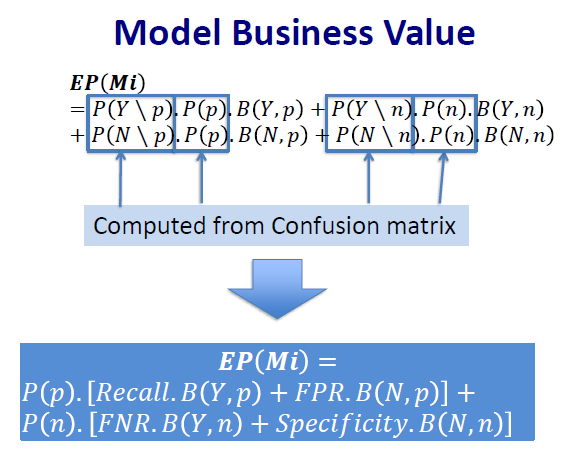 Model Business Value
EP(Mi)
= P(Y \ p). P(p). B(Y, p) + P(Y \ n). P(n). B(Y, n)
+ P(N \ p). P(p). B(N, p) + P(N \ n). P(n). B(N, n)
Computed from Confusion matrix
EP(Mi) =
P(p). [Recall. B(Y, p) + FPR. B(N, p)] +
P(n). [FNR. B(Y, n) + Specificity. B(N, n)]